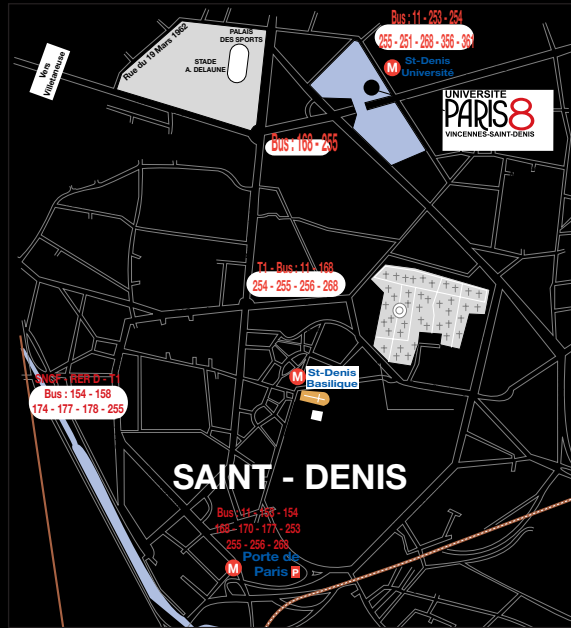 Bus : 11 - 253 - 254
255 - 251 - 268 - 356 - 361
M St-Denis
Université
PALAIS
DES SPORTS
STADE
A. DELAUNE
Rue du 19 Mars 1962
Vers
Villetaneuse
UNIVERSITÉ
PARIS8
VINCENNES-SAINT-DENIS
Bus : 168 - 255
T1 - Bus : 11 - 168
254 - 255 - 256 - 268
M St-Denis
Basilique
SNCF - RER D - T1
Bus : 154 - 158
174 - 177 - 178 - 255
SAINT - DENIS
Bus : 11 - - 154
168 - 170 - 177 - 253
255 - 256 - 268
M Porte de
Paris P